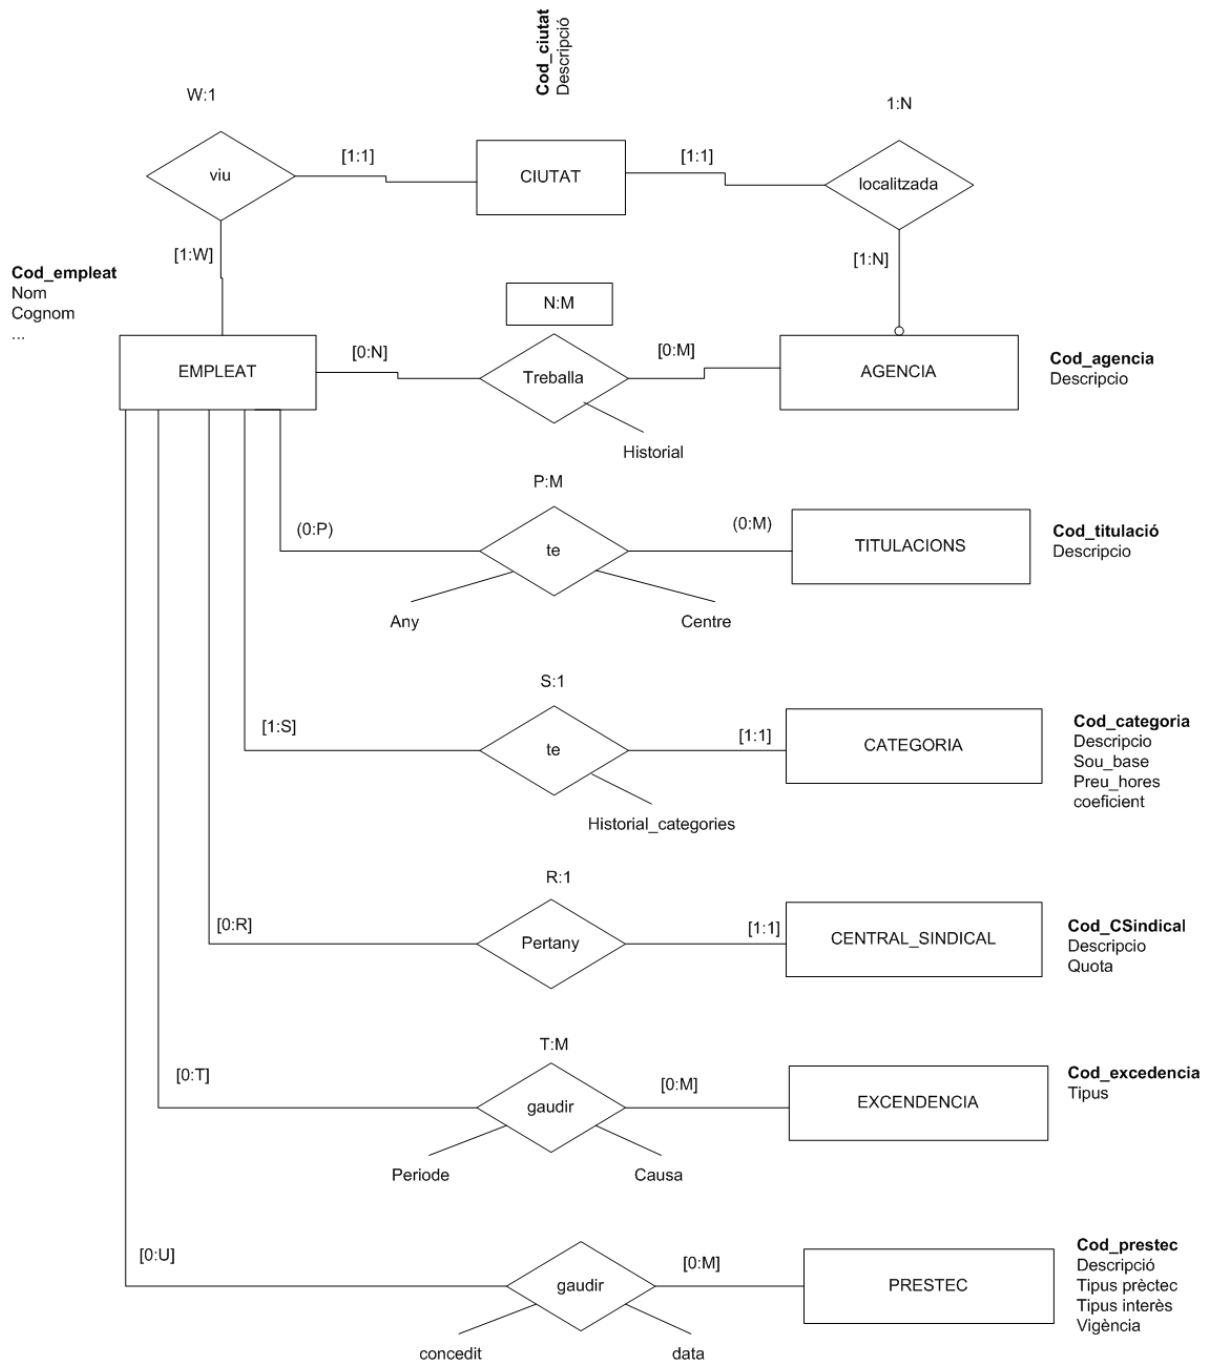 Cod_ciutat
Descripció
W:1
1:N
viu
[1:1]
CIUTAT
[1:1]
localitzada
[1:W]
[1:N]
Cod_empleat
Nom
Cognom
...
N:M
EMPLEAT
[0:N]
Treballa
[0:M]
AGENCIA
Cod_agencia
Descripcio
Historial
P:M
(0:P)
te
(0:M)
TITULACIONS
Cod_titulació
Descripcio
Any
Centre
S:1
[1:S]
te
[1:1]
CATEGORIA
Cod_categoria
Descripcio
Sou_base
Preu_hores
coeficient
Historial_categories
R:1
[0:R]
Pertany
[1:1]
CENTRAL_SINDICAL
Cod_CSindical
Descripcio
Quota
T:M
[0:T]
gaudir
[0:M]
EXCENDENCIA
Cod_excedencia
Tipus
Periode
Causa
[0:U]
gaudir
[0:M]
PRESTEC
Cod_prestec
Descripció
Tipus prèctec
Tipus interès
Vigència
concedit
data